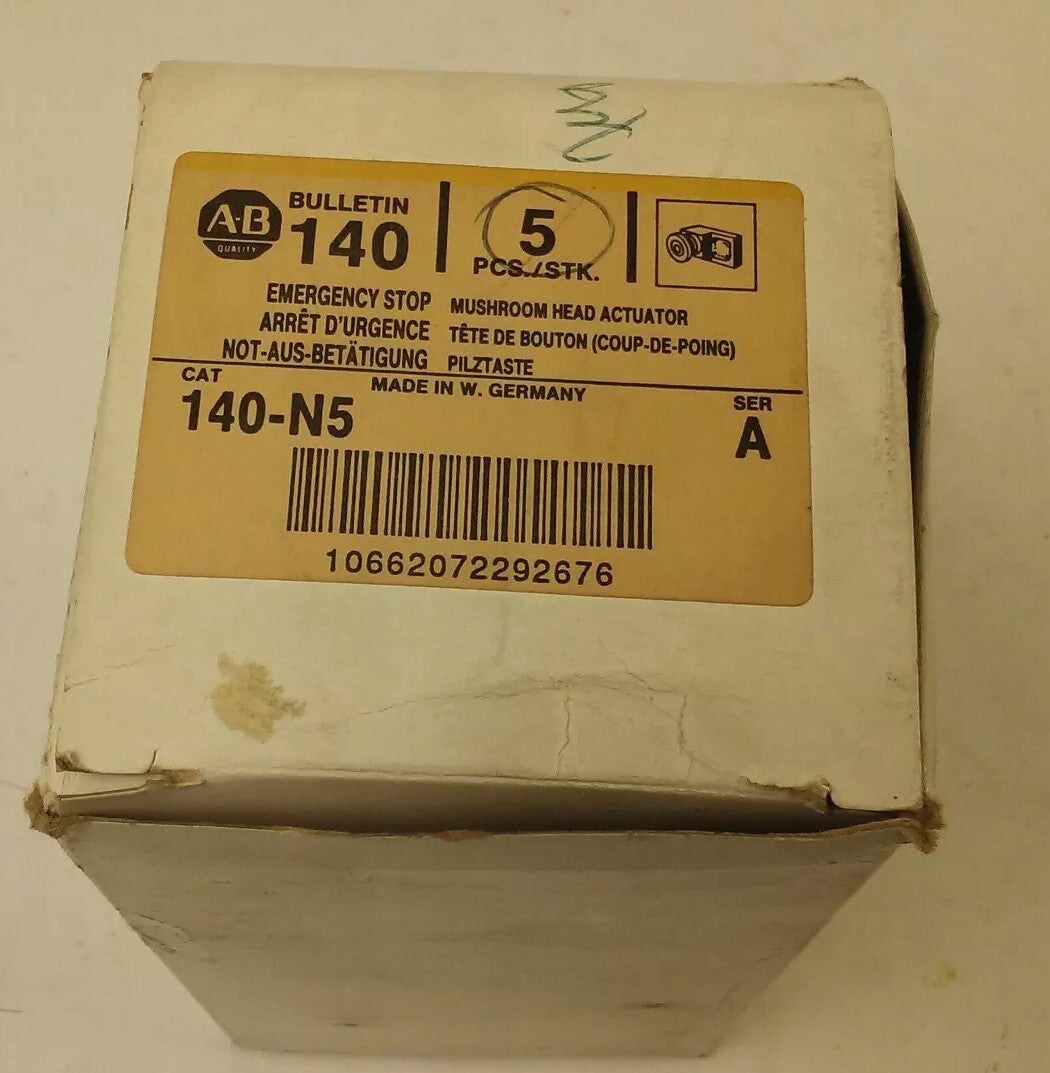 A·B
QUALITY
BULLETIN
140
5
PCS./STK.
EMERGENCY STOP MUSHROOM HEAD ACTUATOR
ARRÊT D'URGENCE TÊTE DE BOUTON (COUP-DE-POING)
NOT-AUS-BETÄTIGUNG PILZTASTE
MADE IN W. GERMANY
CAT
140-N5
SER
A
10662072292676